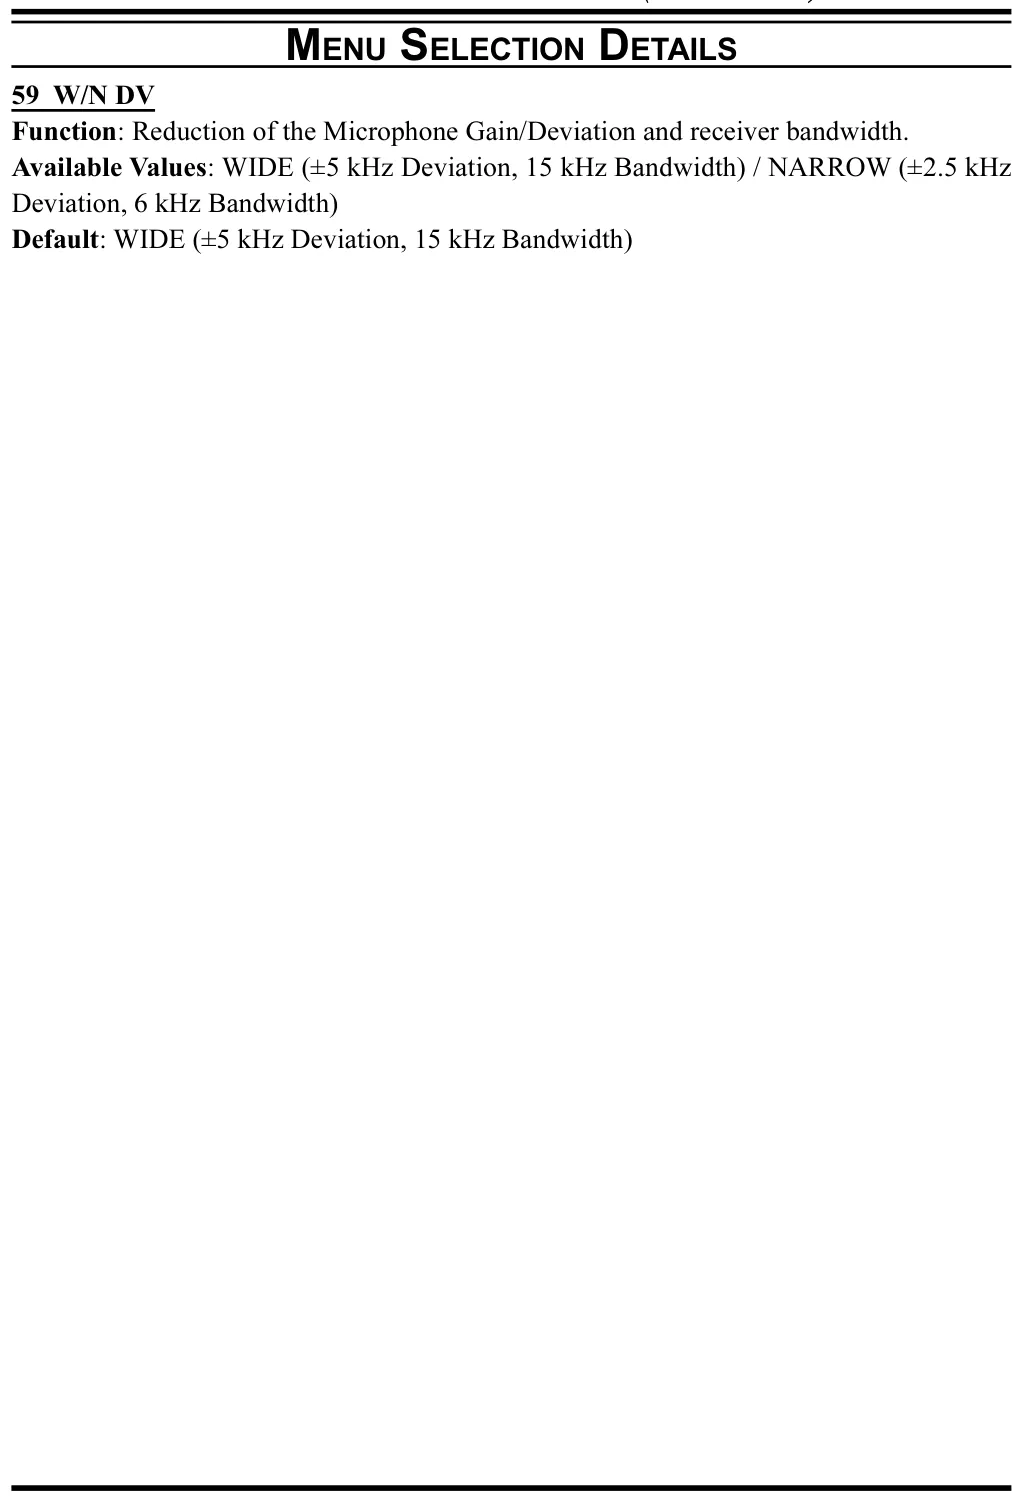 MENU SELECTION DETAILS
59 W/N DV
Function: Reduction of the Microphone Gain/Deviation and receiver bandwidth.
Available Values: WIDE (±5 kHz Deviation, 15 kHz Bandwidth) / NARROW (±2.5 kHz
Deviation, 6 kHz Bandwidth)
Default: WIDE (±5 kHz Deviation, 15 kHz Bandwidth)